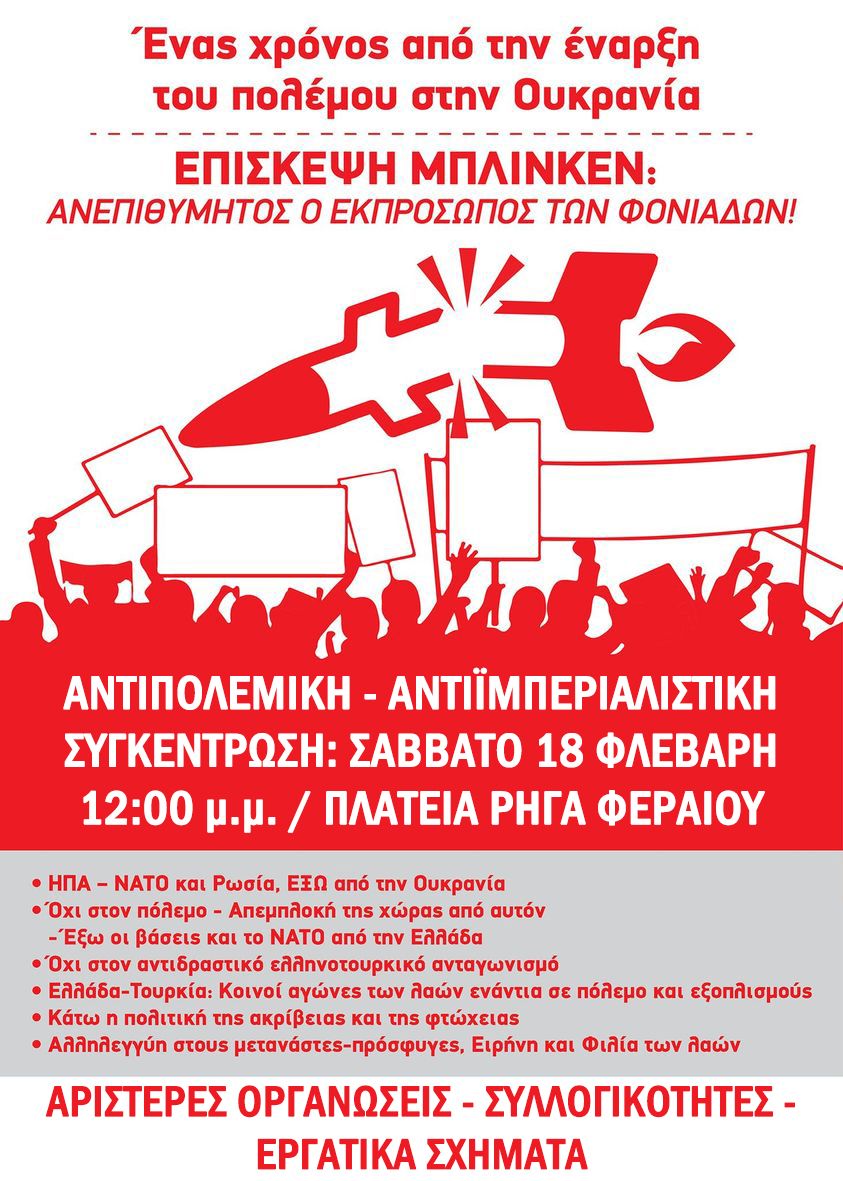 Ένας χρόνος από την έναρξη
του πολέμου στην Ουκρανία
ΕΠΙΣΚΕΨΗ ΜΠΛΙΝΚΕΝ:
ΑΝΕΠΙΘΥΜΗΤΟΣ Ο ΕΚΠΡΟΣΩΠΟΣ ΤΩΝ ΦΟΝΙΑΔΩΝ!
ΑΝΤΙΠΟΛΕΜΙΚΗ - ΑΝΤΙΪΜΠΕΡΙΑΛΙΣΤΙΚΗ
ΣΥΓΚΕΝΤΡΩΣΗ: ΣΑΒΒΑΤΟ 18 ΦΛΕΒΑΡΗ
12:00 μ.μ. / ΠΛΑΤΕΙΑ ΡΗΓΑ ΦΕΡΑΙΟΥ
• ΗΠΑ – ΝΑΤΟ και Ρωσία, ΕΞΩ από την Ουκρανία
• Όχι στον πόλεμο - Απεμπλοκή της χώρας από αυτόν
-Έξω οι βάσεις και το ΝΑΤΟ από την Ελλάδα
• Όχι στον αντιδραστικό ελληνοτουρκικό ανταγωνισμό
• Ελλάδα-Τουρκία: Κοινοί αγώνες των λαών ενάντια σε πόλεμο και εξοπλισμούς
• Κάτω η πολιτική της ακρίβειας και της φτώχειας
• Αλληλεγγύη στους μετανάστες-πρόσφυγες, Ειρήνη και Φιλία των λαών
ΑΡΙΣΤΕΡΕΣ ΟΡΓΑΝΩΣΕΙΣ - ΣΥΛΛΟΓΙΚΟΤΗΤΕΣ -
ΕΡΓΑΤΙΚΑ ΣΧΗΜΑΤΑ